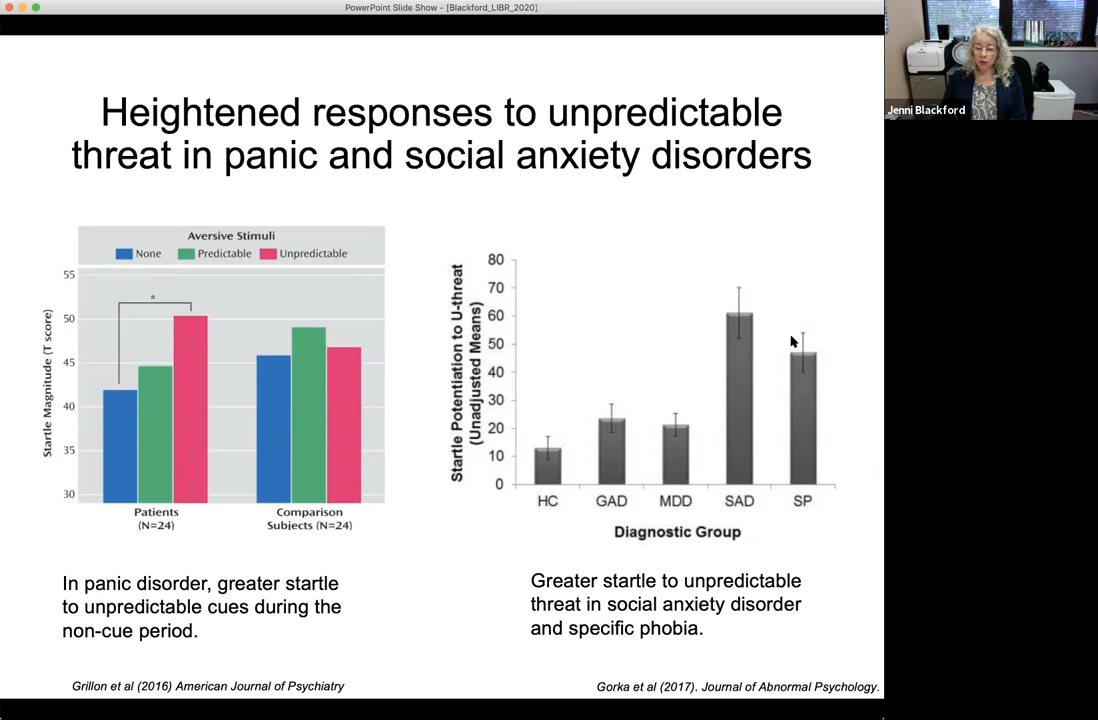 PowerPoint Slide Show - [Blackford_LIBR_2020]
Jenni Blackford
Heightened responses to unpredictable
threat in panic and social anxiety disorders
Aversive Stimuli
None Predictable Unpredictable
Startle Magnitude (T score)
55
50
45
40
35
30
*
Patients
(N=24)
Comparison
Subjects (N=24)
Startle Potentiation to U-threat
(Unadjusted Means)
80
70
60
50
40
30
20
10
0
HC GAD MDD SAD SP
Diagnostic Group
In panic disorder, greater startle
to unpredictable cues during the
non-cue period.
Greater startle to unpredictable
threat in social anxiety disorder
and specific phobia.
Grillon et al (2016) American Journal of Psychiatry
Gorka et al (2017). Journal of Abnormal Psychology.